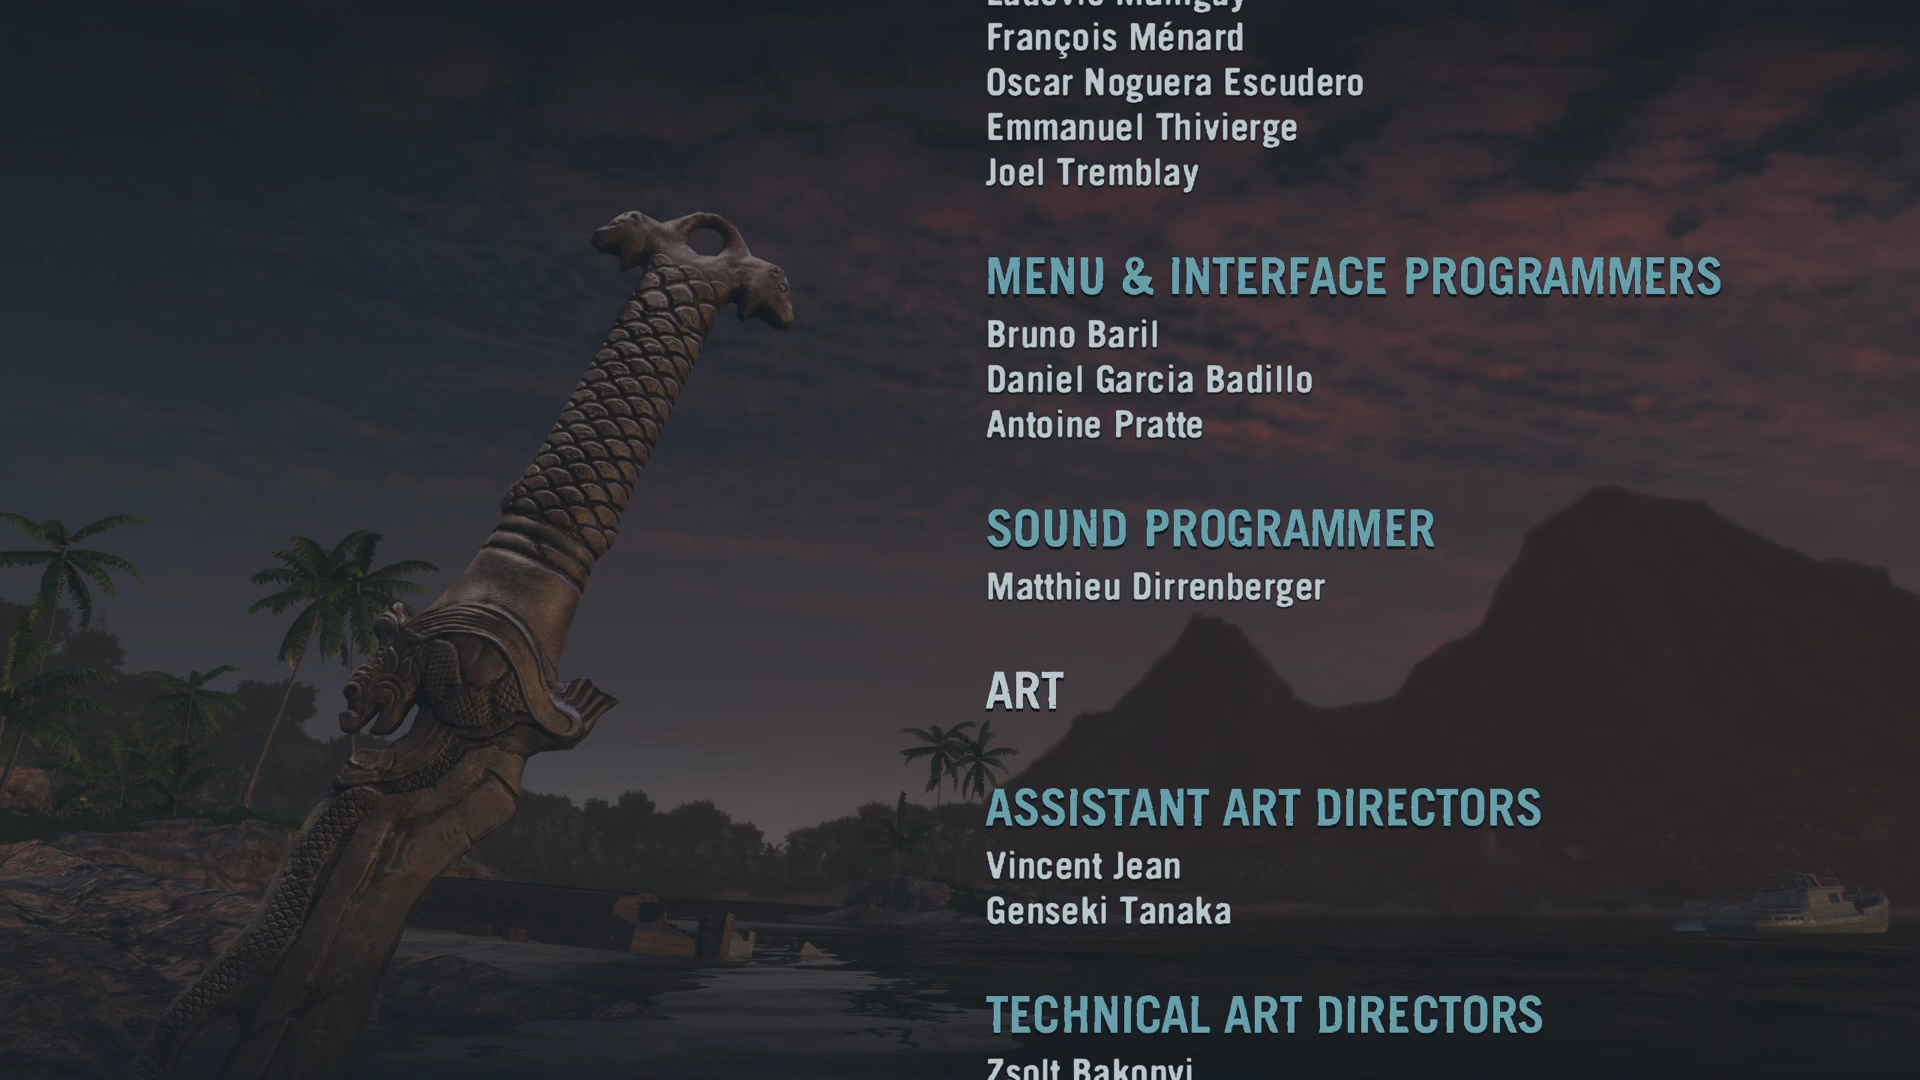 François Ménard
Oscar Noguera Escudero
Emmanuel Thivierge
Joel Tremblay
MENU & INTERFACE PROGRAMMERS
Bruno Baril
Daniel Garcia Badillo
Antoine Pratte
SOUND PROGRAMMER
Matthieu Dirrenberger
ART
ASSISTANT ART DIRECTORS
Vincent Jean
Genseki Tanaka
TECHNICAL ART DIRECTORS
Zsolt Bakonyi